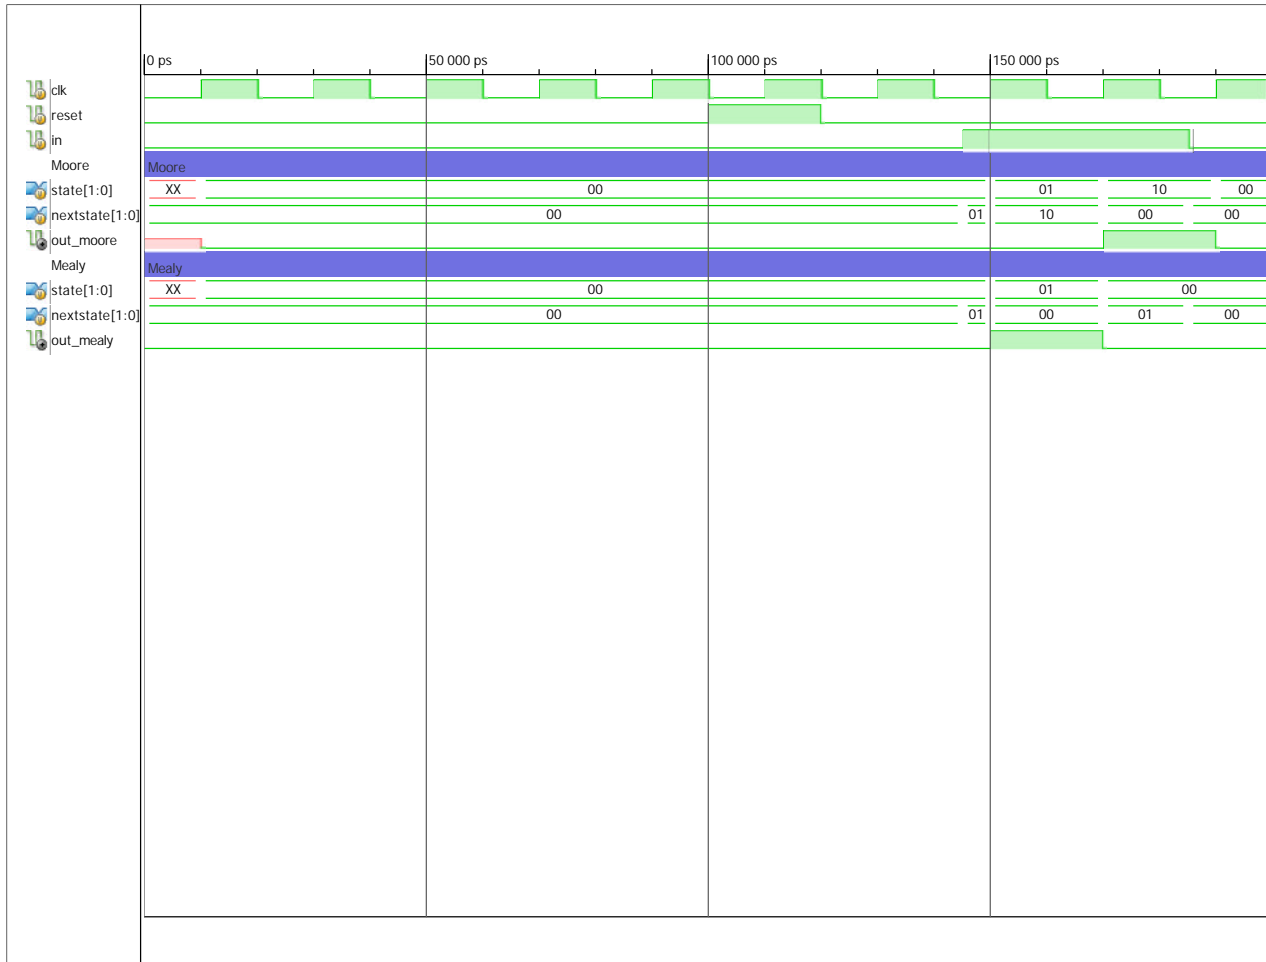 0 ps 50 000 ps 100 000 ps 150 000 ps
clk
reset
in
Moore Moore
state[1:0] XX 00 01 10 00
nextstate[1:0] 00 01 10 00 00
out_moore
Mealy Mealy
state[1:0] XX 00 01 00
nextstate[1:0] 00 01 00 01 00
out_mealy